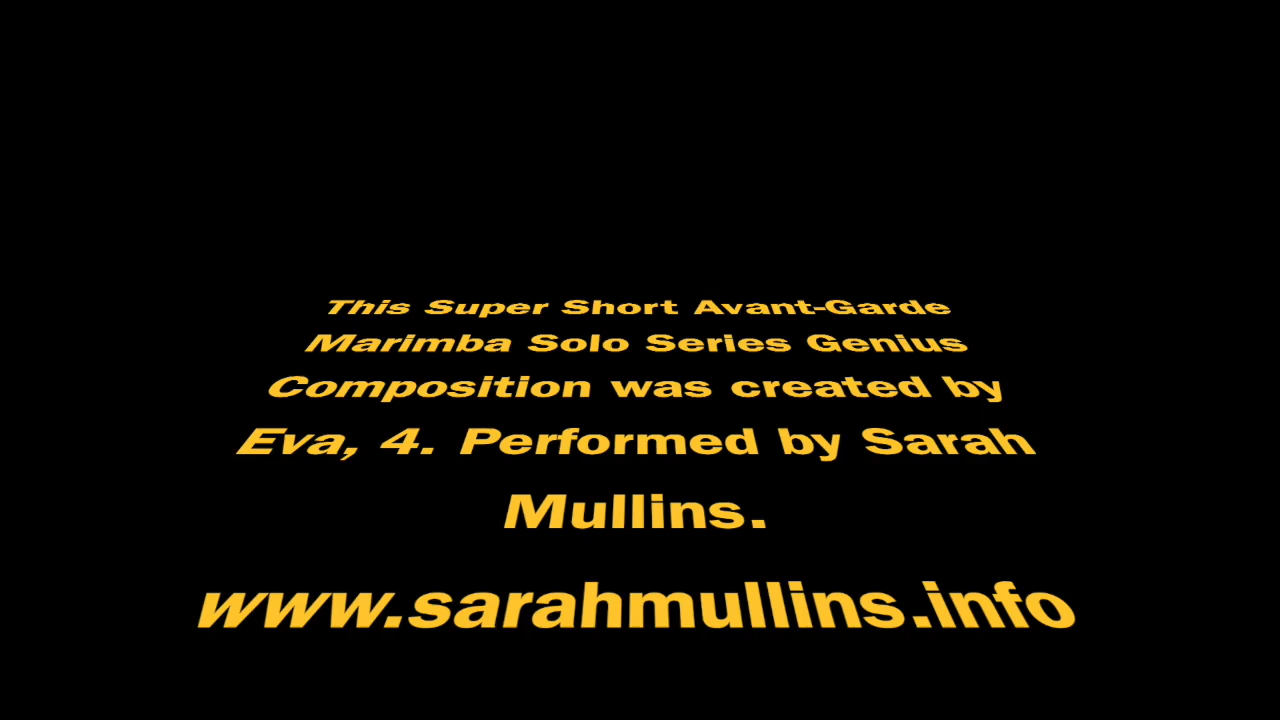 This Super Short Avant-Garde
Marimba Solo Series Genius
Composition was created by
Eva, 4. Performed by Sarah
Mullins.
www.sarahmullins.info